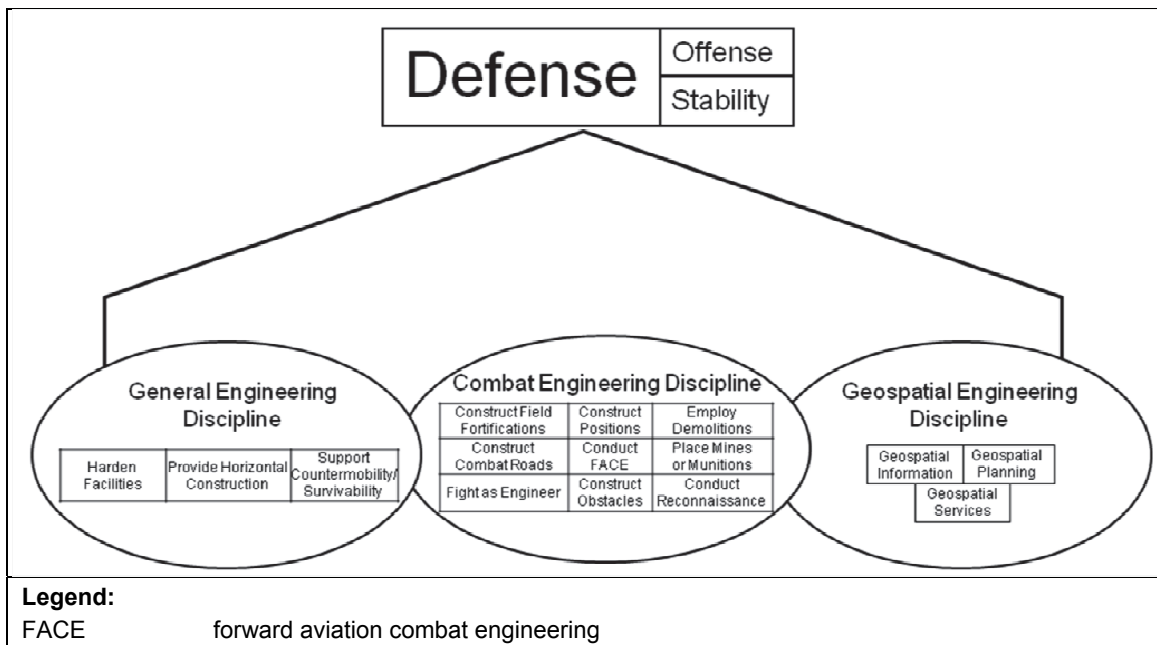 Defense
Offense
Stability
General Engineering
Discipline
Harden
Facilities
Provide Horizontal
Construction
Support
Countermobility/
Survivability
Combat Engineering Discipline
Construct Field
Fortifications
Construct
Positions
Employ
Demolitions
Construct
Combat Roads
Conduct
FACE
Place Mines
or Munitions
Fight as Engineer
Construct
Obstacles
Conduct
Reconnaissance
Geospatial Engineering
Discipline
Geospatial
Information
Geospatial
Planning
Geospatial
Services
Legend:
FACE forward aviation combat engineering